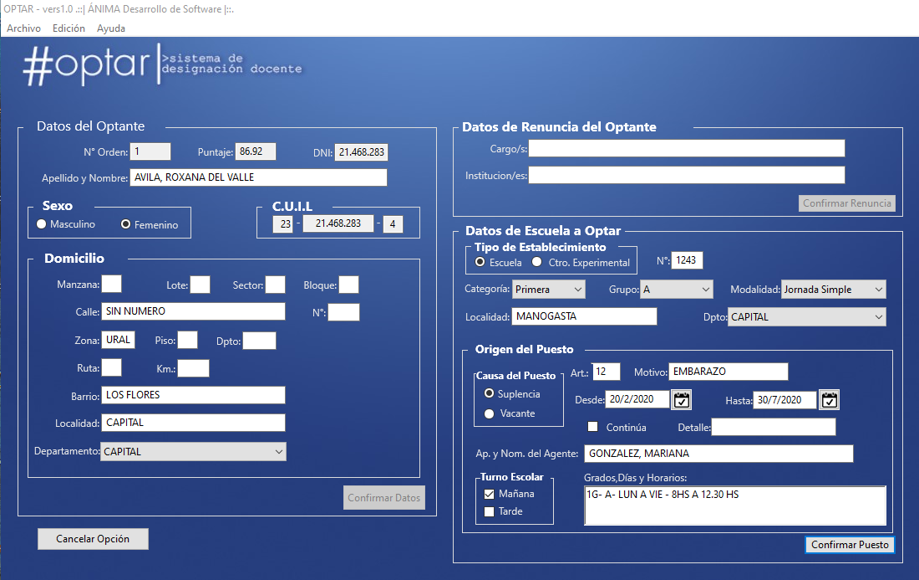 OPTAR - vers1.0 .::| ÁNIMA Desarrollo de Software |::.
Archivo Edición Ayuda
#optar >sistema de
designación docente
Datos del Optante
N° Orden: 1 Puntaje: 86.92 DNI: 21.468.283
Apellido y Nombre: AVILA, ROXANA DEL VALLE
Sexo
Masculino Femenino
C.U.I.L
23 - 21.468.283 - 4
Domicilio
Manzana: Lote: Sector: Bloque:
Calle: SIN NUMERO N°:
Zona: URAL Piso: Dpto:
Ruta: Km.:
Barrio: LOS FLORES
Localidad: CAPITAL
Departamento: CAPITAL
Confirmar Datos
Cancelar Opción
Datos de Renuncia del Optante
Cargo/s:
Institucion/es:
Confirmar Renuncia
Datos de Escuela a Optar
Tipo de Establecimiento
Escuela Ctro. Experimental N°: 1243
Categoría: Primera Grupo: A Modalidad: Jornada Simple
Localidad: MANOGASTA Dpto: CAPITAL
Origen del Puesto
Causa del Puesto
Suplencia
Vacante
Art.: 12 Motivo: EMBARAZO
Desde: 20/2/2020 Hasta: 30/7/2020
Continúa Detalle:
Ap. y Nom. del Agente: GONZALEZ, MARIANA
Turno Escolar
Mañana
Tarde
Grados,Días y Horarios:
1G- A- LUN A VIE - 8HS A 12.30 HS
Confirmar Puesto